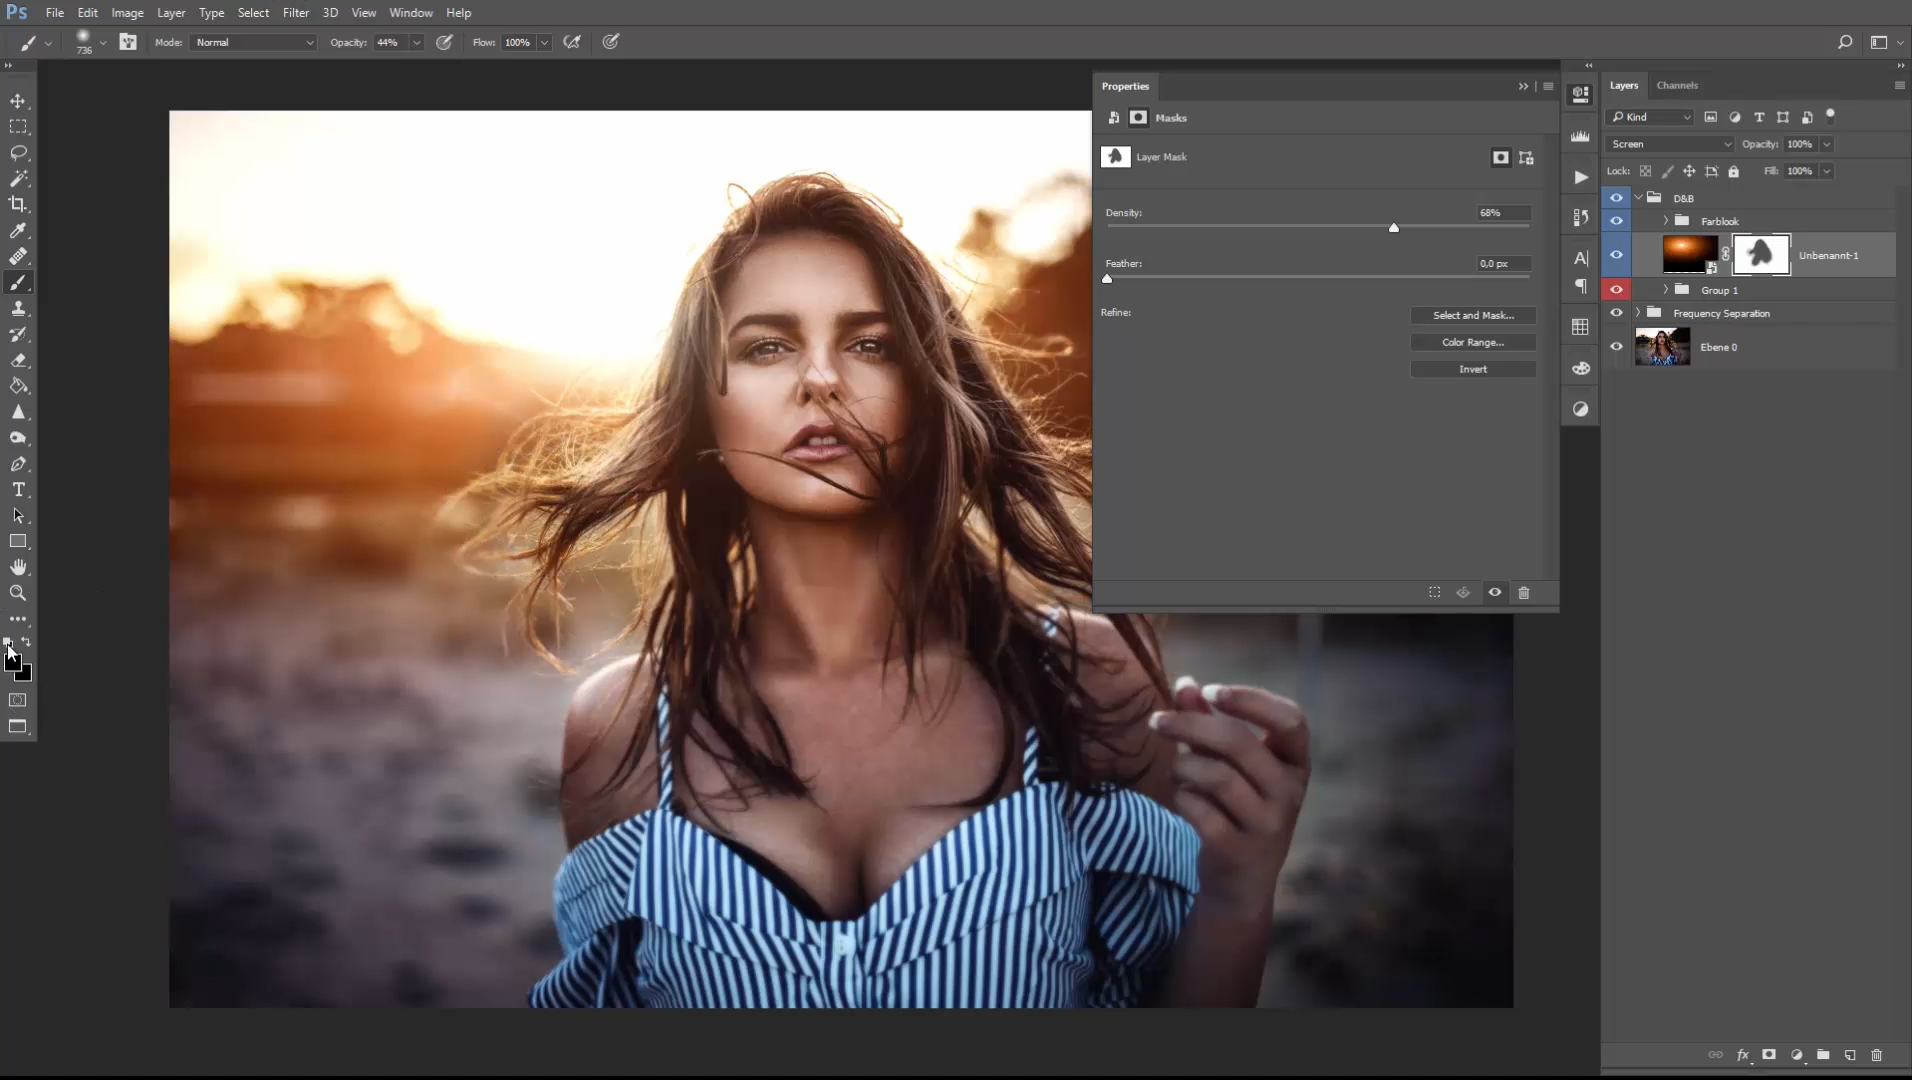 Ps File Edit Image Layer Type Select Filter 3D View Window Help
736 Mode: Normal Opacity: 44% Flow: 100%
Properties
Masks
Layer Mask
Density: 68%
Feather: 0,0 px
Refine: Select and Mask...
Color Range...
Invert
Layers Channels
Kind
Screen Opacity: 100%
Lock: Fill: 100%
D&B
Farblook
Unbenannt-1
Group 1
Frequency Separation
Ebene 0
fx